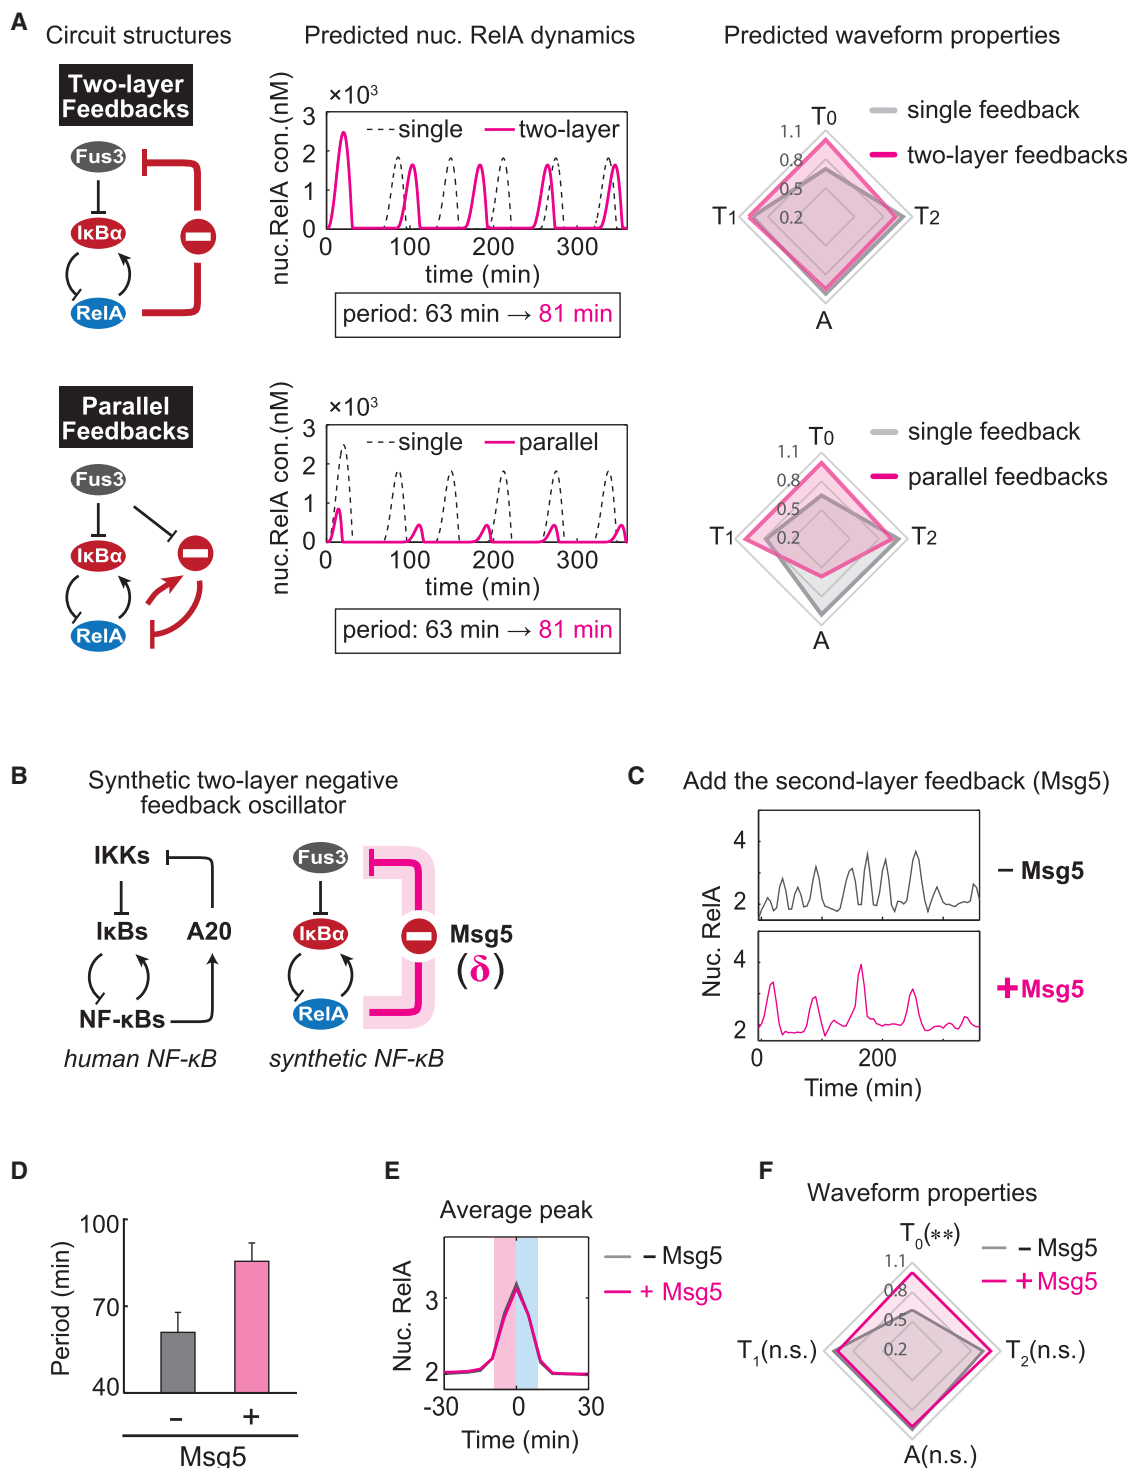 A
Circuit structures
Predicted nuc. RelA dynamics
Predicted waveform properties
Two-layer
Feedbacks
Fus3
IκBα
RelA
×10³
nuc.RelA con.(nM)
3
2
1
0
single
two-layer
0
100
200
300
time (min)
period: 63 min → 81 min
single feedback
two-layer feedbacks
T0
1.1
0.8
0.5
0.2
T1
T2
A
Parallel
Feedbacks
Fus3
IκBα
RelA
×10³
nuc.RelA con.(nM)
3
2
1
0
single
parallel
0
100
200
300
time (min)
period: 63 min → 81 min
single feedback
parallel feedbacks
T0
1.1
0.8
0.5
0.2
T1
T2
A
B
Synthetic two-layer negative
feedback oscillator
IKKs
IκBs
A20
NF-κBs
human NF-κB
Fus3
IκBα
RelA
Msg5
(δ)
synthetic NF-κB
C
Add the second-layer feedback (Msg5)
Nuc. RelA
4
2
− Msg5
4
2
+ Msg5
0
200
Time (min)
D
Period (min)
100
70
40
− +
Msg5
E
Average peak
Nuc. RelA
3
2
-30
0
30
Time (min)
− Msg5
+ Msg5
F
Waveform properties
T0(**)
1.1
0.8
0.5
0.2
T1(n.s.)
T2(n.s.)
A(n.s.)
− Msg5
+ Msg5